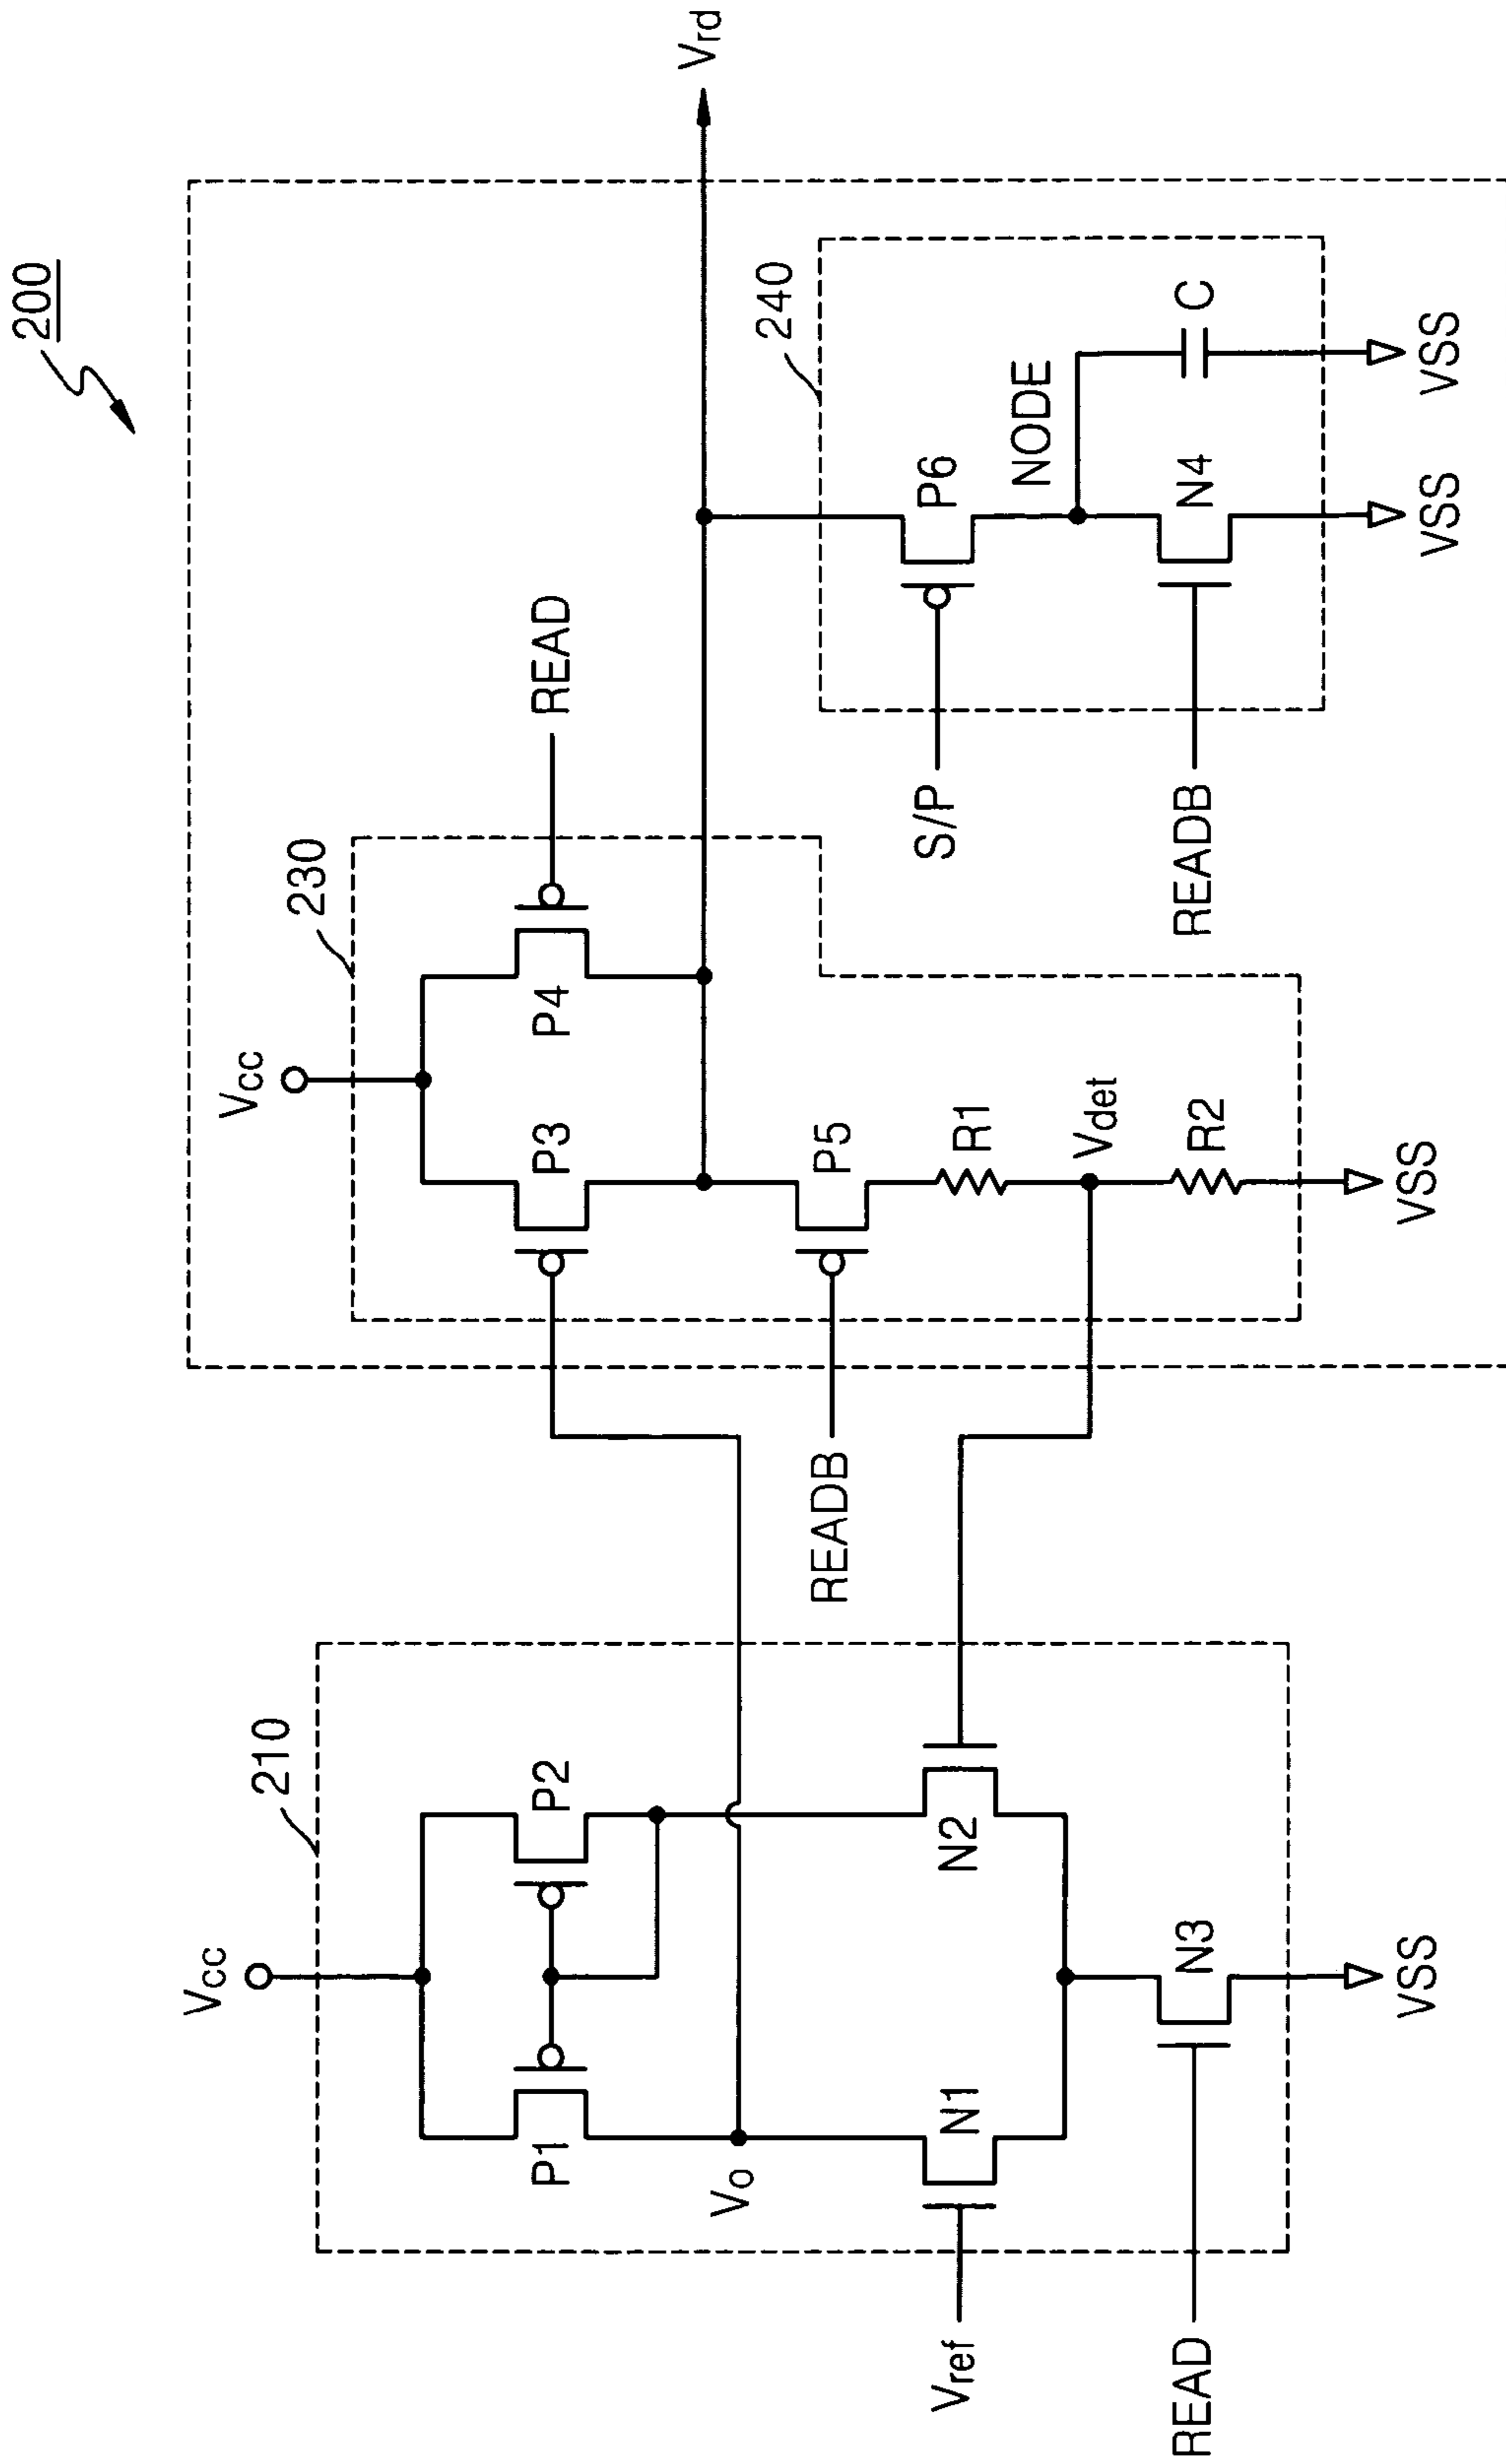 200
Vcc
210
P1
P2
Vo
Vref
N1
N2
READ
N3
VSS
Vcc
230
P3
P4
READ
Vrd
READB
P5
R1
Vdet
R2
VSS
240
S/P
P6
NODE
READB
N4
C
VSS
VSS